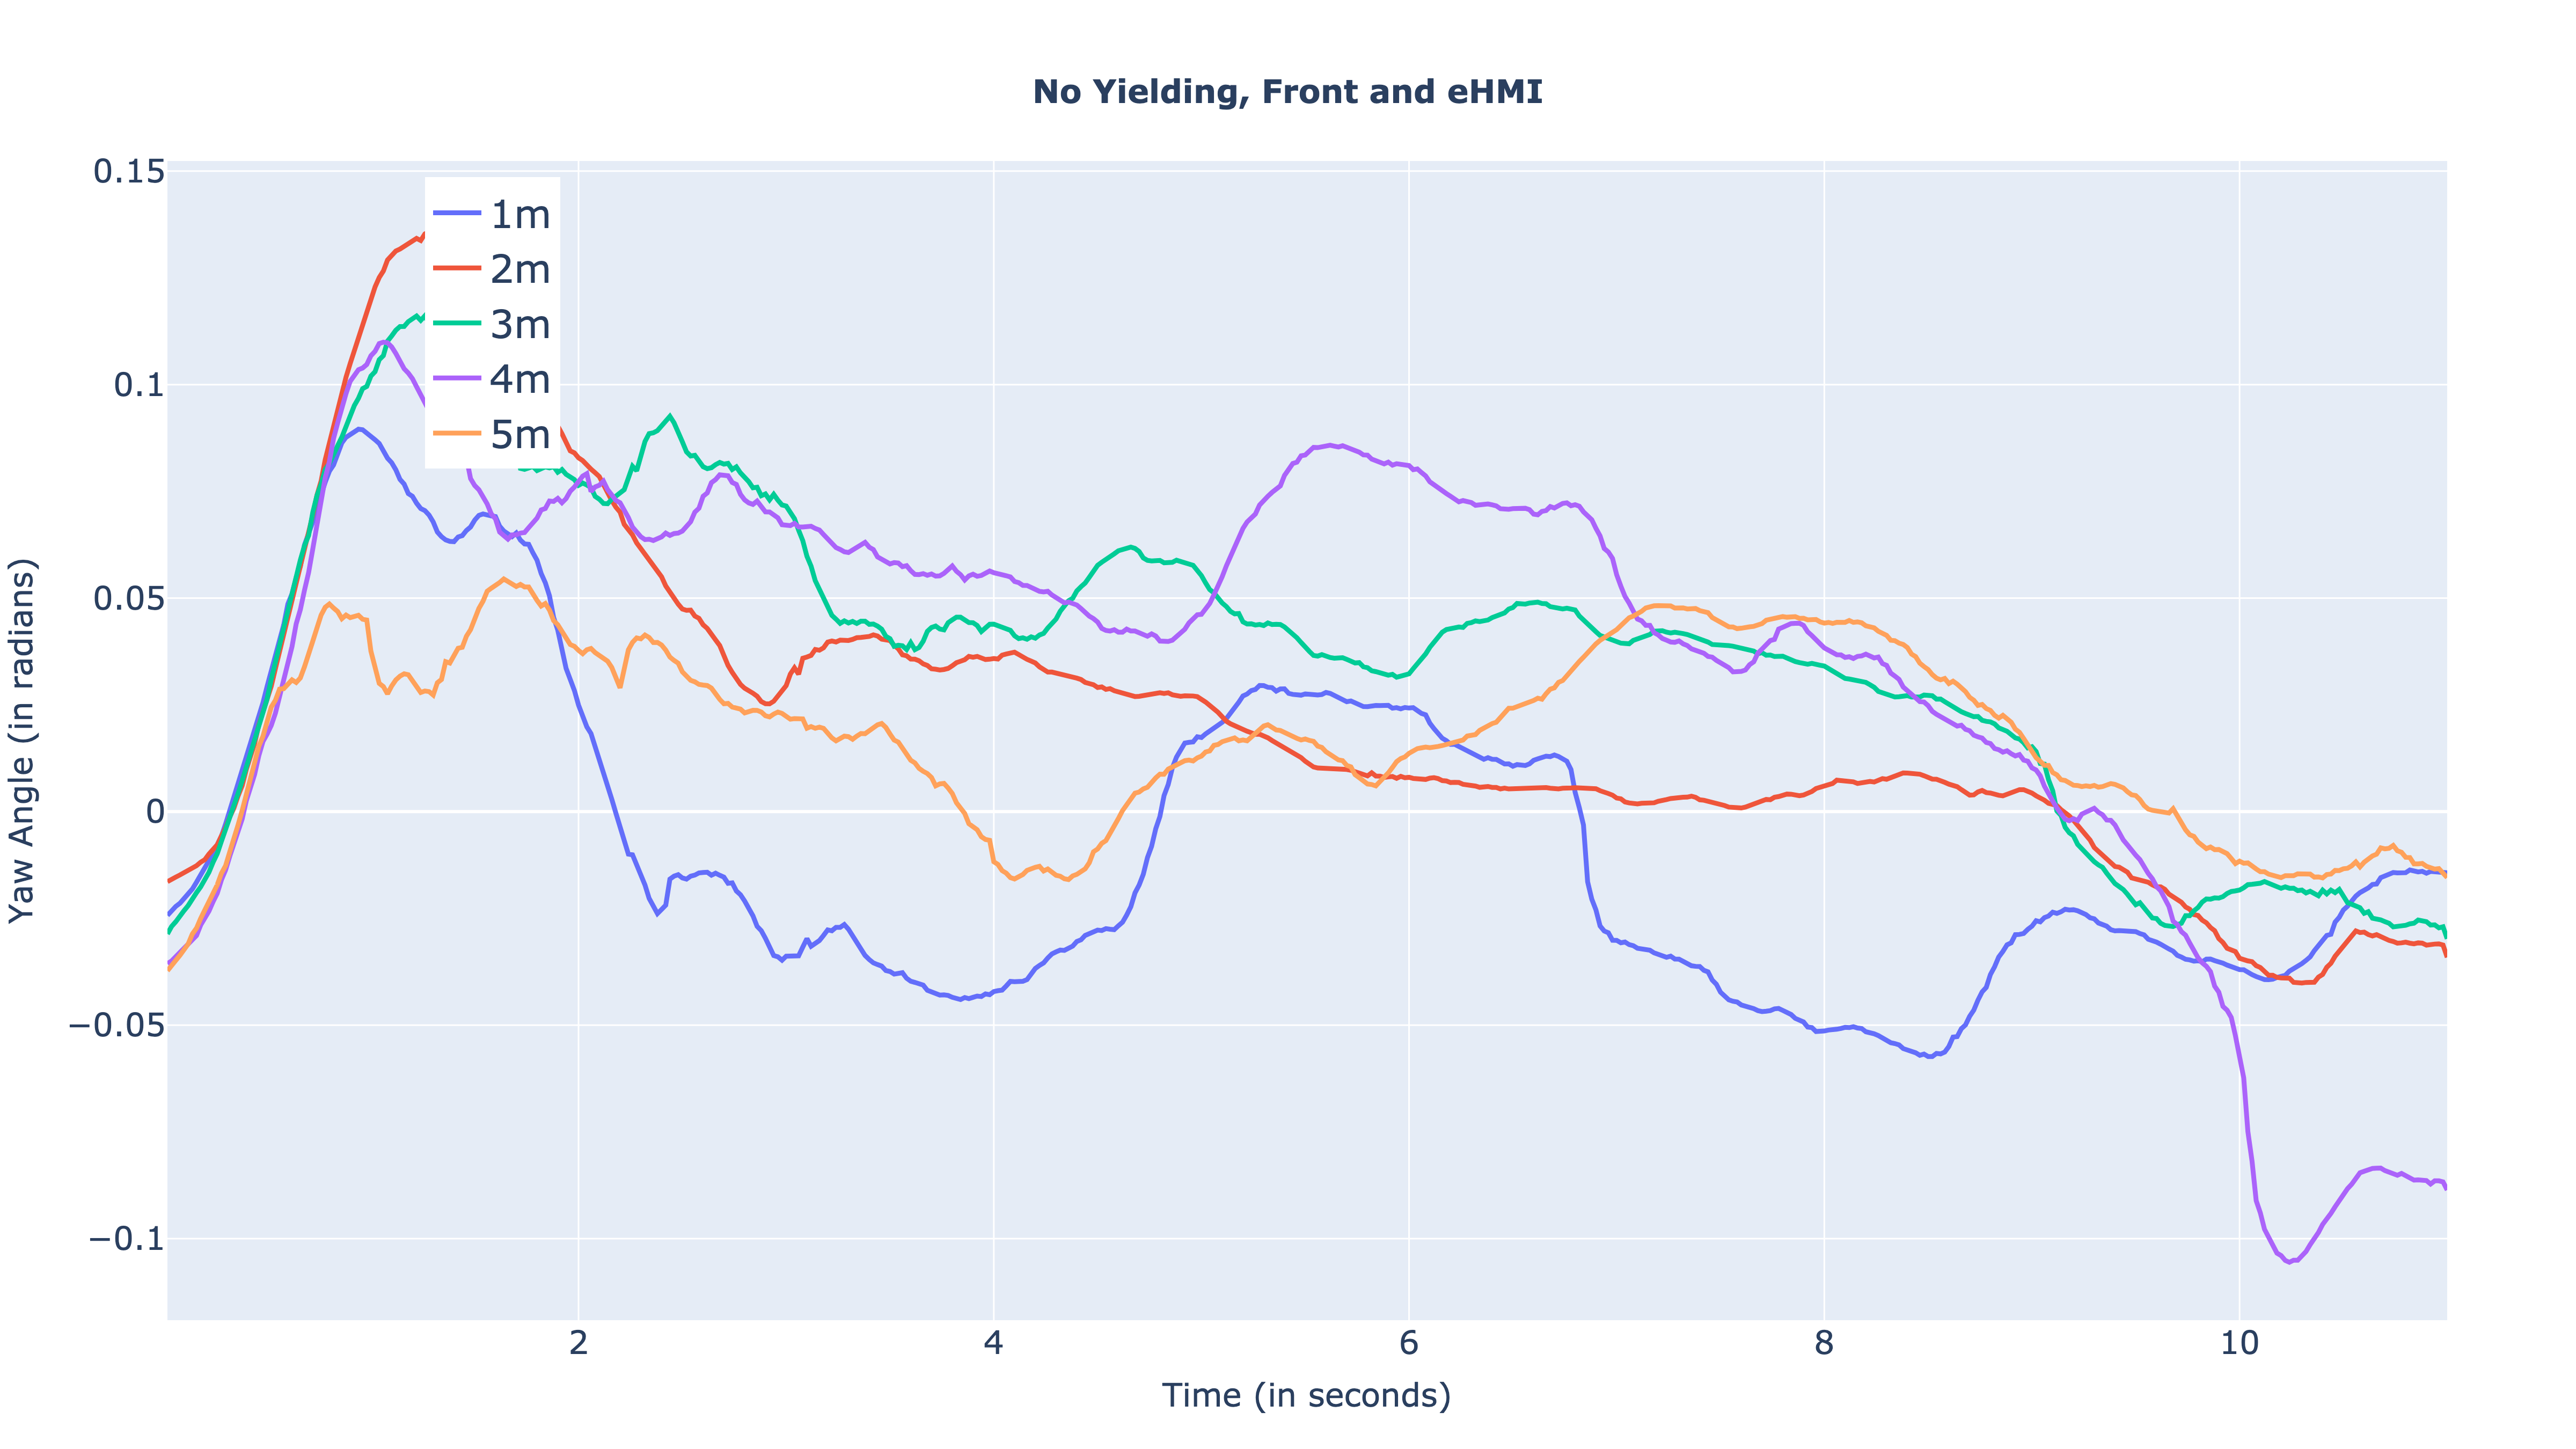 No Yielding, Front and eHMI
Yaw Angle (in radians)
0.15
0.1
0.05
0
−0.05
−0.1
1m
2m
3m
4m
5m
2
4
6
8
10
Time (in seconds)